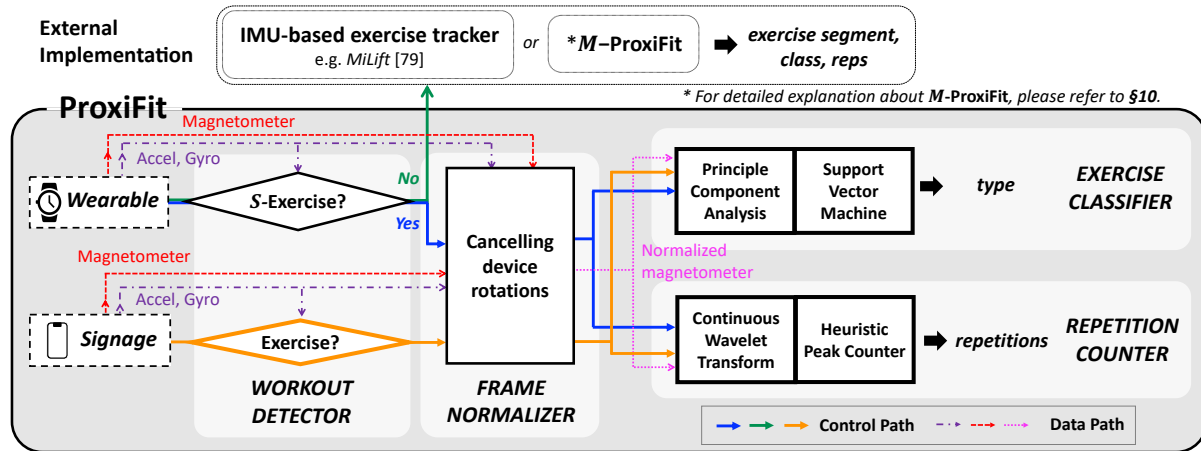 External
Implementation
IMU-based exercise tracker
e.g. MiLift [79]
or
*M-ProxiFit
exercise segment,
class, reps
* For detailed explanation about M-ProxiFit, please refer to §10.
ProxiFit
Magnetometer
Accel, Gyro
Wearable
S-Exercise?
No
Yes
Magnetometer
Accel, Gyro
Signage
Exercise?
WORKOUT
DETECTOR
Cancelling
device
rotations
FRAME
NORMALIZER
Normalized
magnetometer
Principle
Component
Analysis
Support
Vector
Machine
type
EXERCISE
CLASSIFIER
Continuous
Wavelet
Transform
Heuristic
Peak Counter
repetitions
REPETITION
COUNTER
Control Path
Data Path